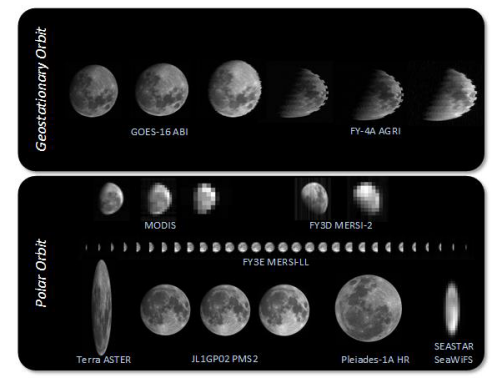 Geostationary Orbit
GOES-16 ABI
FY-4A AGRI
Polar Orbit
MODIS
FY3D MERSI-2
FY3E MERSI-LL
Terra ASTER
JL1GP02 PMS2
Pleiades-1A HR
SEASTAR
SeaWiFS